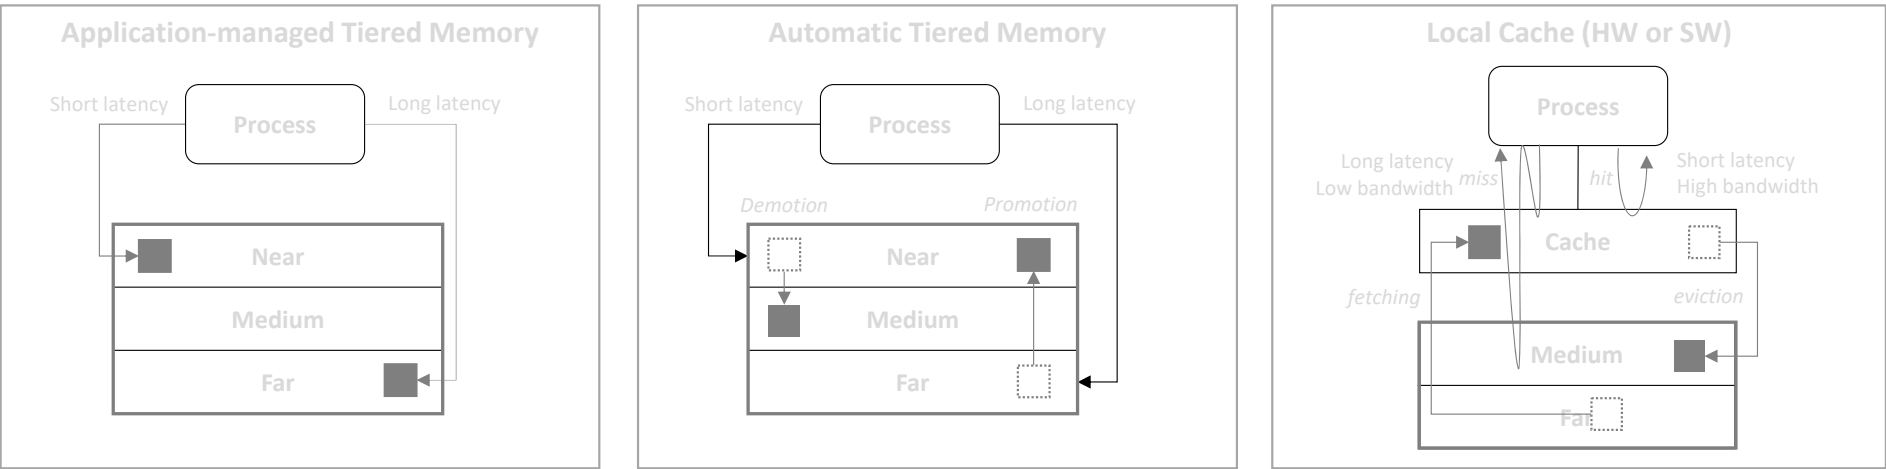 Application-managed Tiered Memory
Short latency
Process
Long latency
Near
Medium
Far
Automatic Tiered Memory
Short latency
Process
Long latency
Demotion
Promotion
Near
Medium
Far
Local Cache (HW or SW)
Process
Long latency
Low bandwidth
miss
hit
Short latency
High bandwidth
Cache
fetching
eviction
Medium
Far